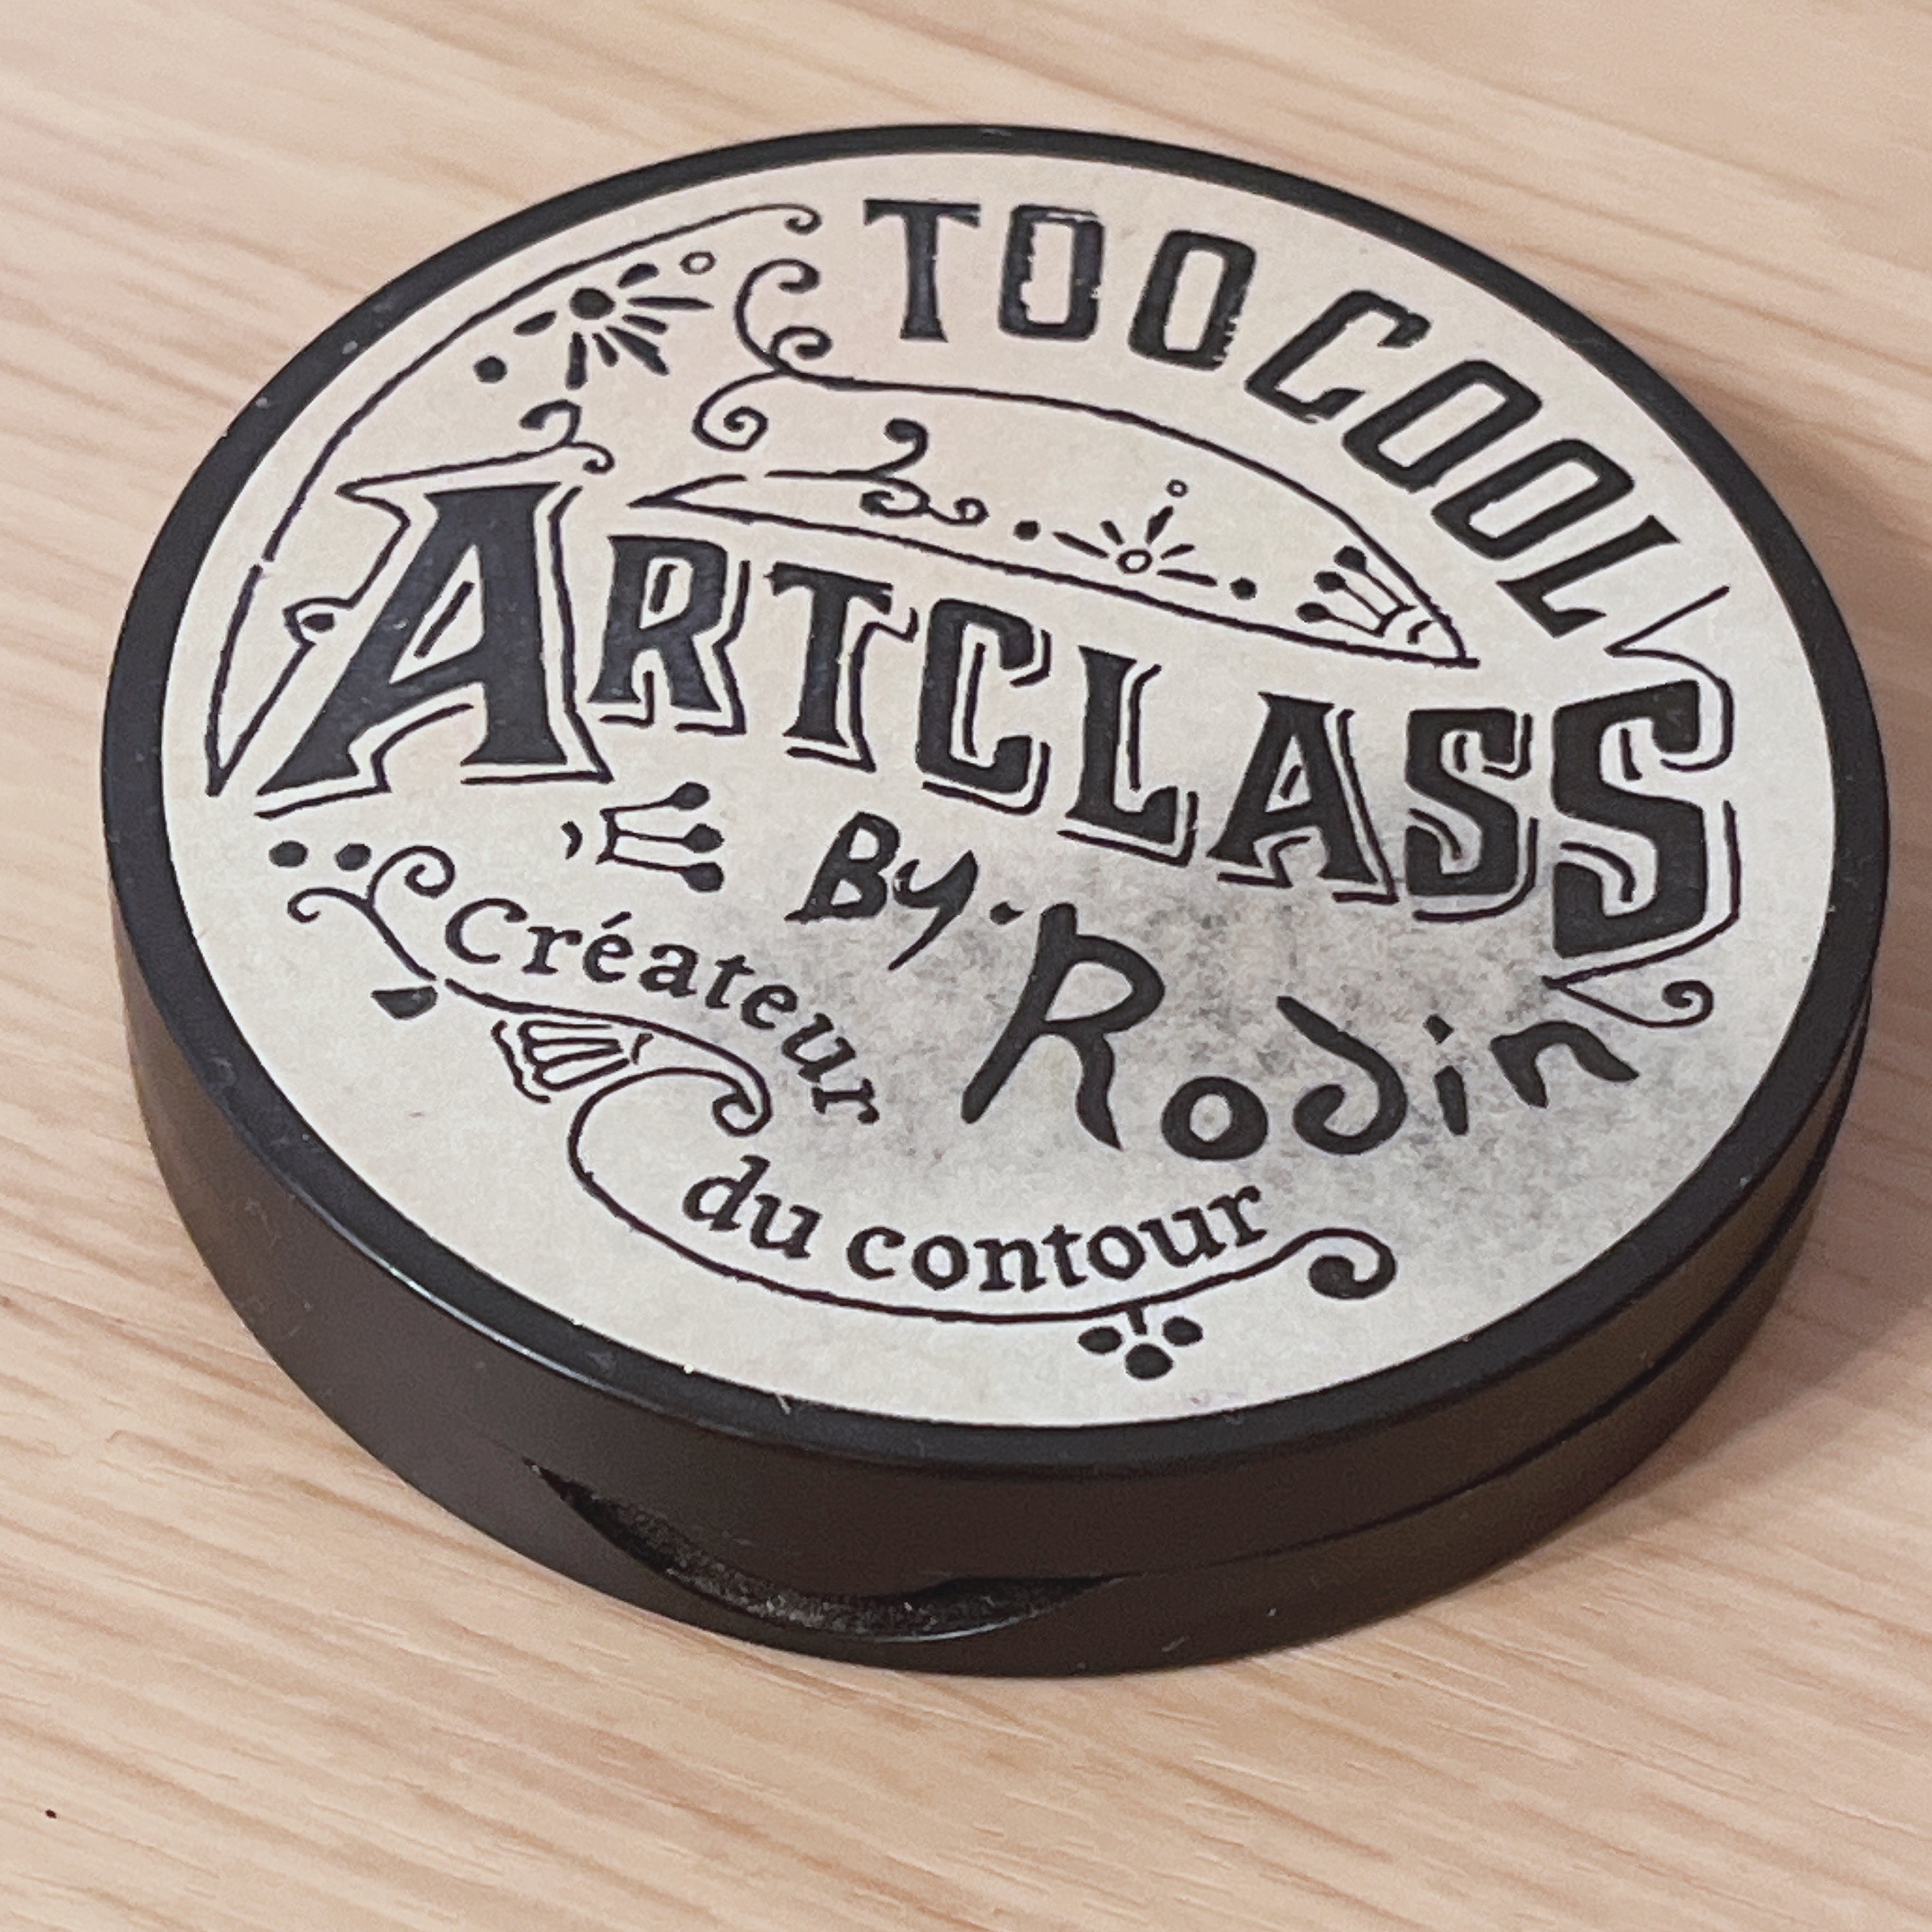 TOO COOL
ARTCLASS
By. Rodin
Créateur
du contour